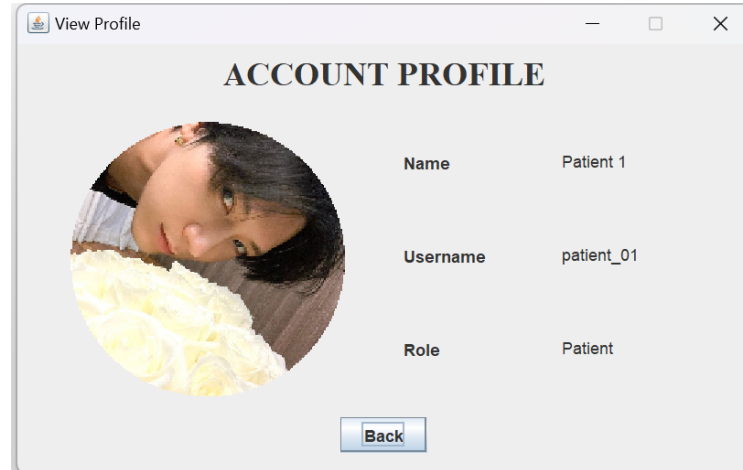 View Profile
ACCOUNT PROFILE
Name Patient 1
Username patient_01
Role Patient
Back